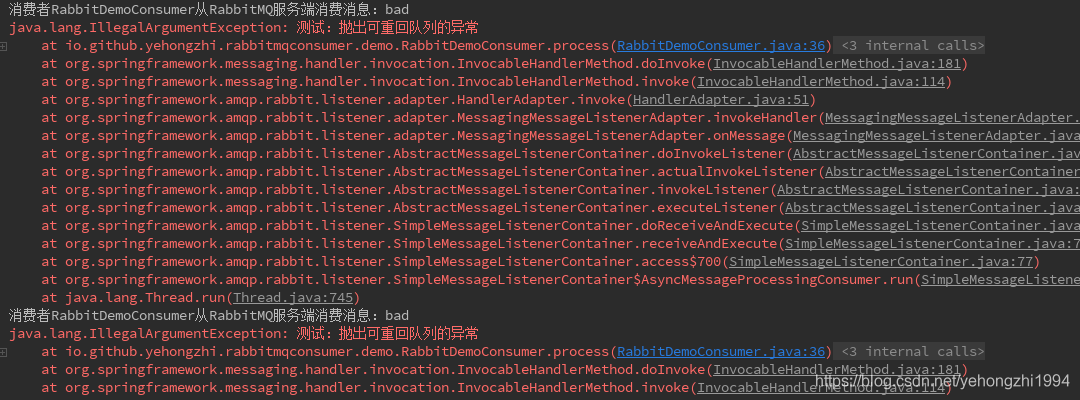 消费者RabbitDemoConsumer从RabbitMQ服务端消费消息：bad
java.lang.IllegalArgumentException: 测试：抛出可重回队列的异常
at io.github.yehongzhi.rabbitmqconsumer.demo.RabbitDemoConsumer.process(RabbitDemoConsumer.java:36) <3 internal calls>
at org.springframework.messaging.handler.invocation.InvocableHandlerMethod.doInvoke(InvocableHandlerMethod.java:181)
at org.springframework.messaging.handler.invocation.InvocableHandlerMethod.invoke(InvocableHandlerMethod.java:114)
at org.springframework.amqp.rabbit.listener.adapter.HandlerAdapter.invoke(HandlerAdapter.java:51)
at org.springframework.amqp.rabbit.listener.adapter.MessagingMessageListenerAdapter.invokeHandler(MessagingMessageListenerAdapter.
at org.springframework.amqp.rabbit.listener.adapter.MessagingMessageListenerAdapter.onMessage(MessagingMessageListenerAdapter.java
at org.springframework.amqp.rabbit.listener.AbstractMessageListenerContainer.doInvokeListener(AbstractMessageListenerContainer.jav
at org.springframework.amqp.rabbit.listener.AbstractMessageListenerContainer.actualInvokeListener(AbstractMessageListenerContainer
at org.springframework.amqp.rabbit.listener.AbstractMessageListenerContainer.invokeListener(AbstractMessageListenerContainer.java:
at org.springframework.amqp.rabbit.listener.AbstractMessageListenerContainer.executeListener(AbstractMessageListenerContainer.java
at org.springframework.amqp.rabbit.listener.SimpleMessageListenerContainer.doReceiveAndExecute(SimpleMessageListenerContainer.java
at org.springframework.amqp.rabbit.listener.SimpleMessageListenerContainer.receiveAndExecute(SimpleMessageListenerContainer.java:7
at org.springframework.amqp.rabbit.listener.SimpleMessageListenerContainer.access$700(SimpleMessageListenerContainer.java:77)
at org.springframework.amqp.rabbit.listener.SimpleMessageListenerContainer$AsyncMessageProcessingConsumer.run(SimpleMessageListene
at java.lang.Thread.run(Thread.java:745)
消费者RabbitDemoConsumer从RabbitMQ服务端消费消息：bad
java.lang.IllegalArgumentException: 测试：抛出可重回队列的异常
at io.github.yehongzhi.rabbitmqconsumer.demo.RabbitDemoConsumer.process(RabbitDemoConsumer.java:36) <3 internal calls>
at org.springframework.messaging.handler.invocation.InvocableHandlerMethod.doInvoke(InvocableHandlerMethod.java:181)
at org.springframework.messaging.handler.invocation.InvocableHandlerMethod.invoke(InvocableHandlerMethod.java:114)
https://blog.csdn.net/yehongzhi1994